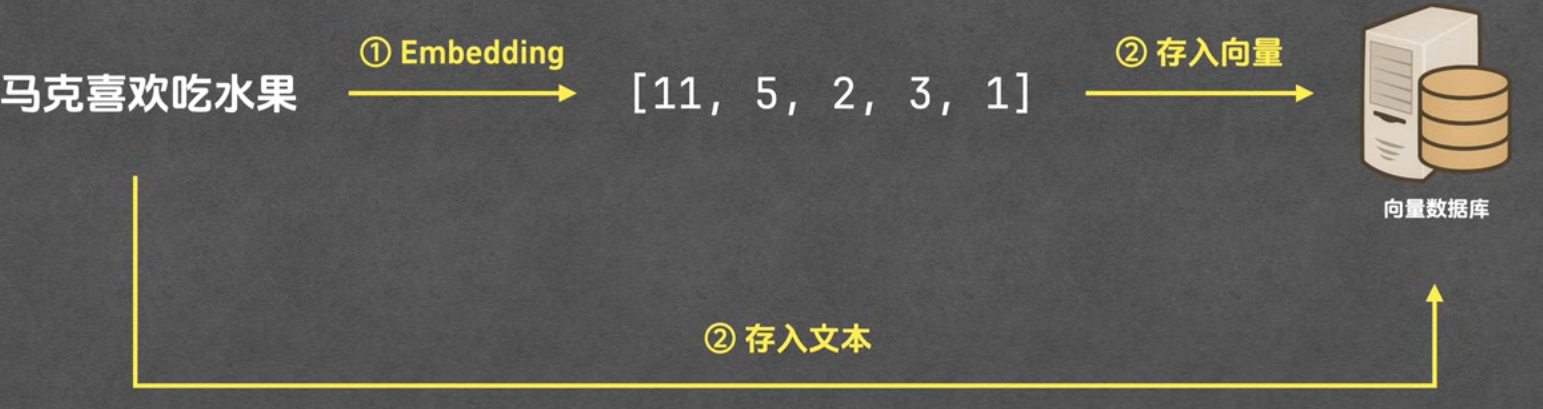 ① Embedding
② 存入向量
马克喜欢吃水果
[11, 5, 2, 3, 1]
向量数据库
② 存入文本